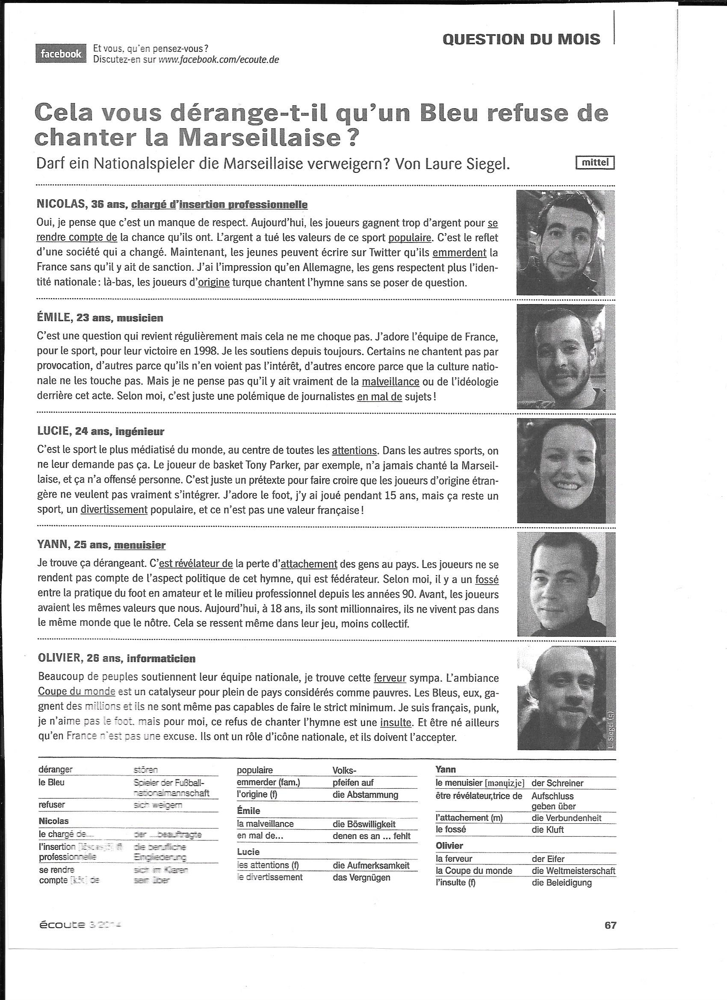 QUESTION DU MOIS
facebook
Et vous, qu'en pensez-vous?
Discutez-en sur www.facebook.com/ecoute.de
Cela vous dérange-t-il qu'un Bleu refuse de
chanter la Marseillaise ?
Darf ein Nationalspieler die Marseillaise verweigern? Von Laure Siegel.
mittel
NICOLAS, 36 ans, chargé d'insertion professionnelle
Oui, je pense que c'est un manque de respect. Aujourd'hui, les joueurs gagnent trop d'argent pour se
rendre compte de la chance qu'ils ont. L'argent a tué les valeurs de ce sport populaire. C'est le reflet
d'une société qui a changé. Maintenant, les jeunes peuvent écrire sur Twitter qu'ils emmerdent la
France sans qu'il y ait de sanction. J'ai l'impression qu'en Allemagne, les gens respectent plus l'iden-
tité nationale : là-bas, les joueurs d'origine turque chantent l'hymne sans se poser de question.
ÉMILE, 23 ans, musicien
C'est une question qui revient régulièrement mais cela ne me choque pas. J'adore l'équipe de France,
pour le sport, pour leur victoire en 1998. Je les soutiens depuis toujours. Certains ne chantent pas par
provocation, d'autres parce qu'ils n'en voient pas l'intérêt, d'autres encore parce que la culture natio-
nale ne les touche pas. Mais je ne pense pas qu'il y ait vraiment de la malveillance ou de l'idéologie
derrière cet acte. Selon moi, c'est juste une polémique de journalistes en mal de sujets !
LUCIE, 24 ans, ingénieur
C'est le sport le plus médiatisé du monde, au centre de toutes les attentions. Dans les autres sports, on
ne leur demande pas ça. Le joueur de basket Tony Parker, par exemple, n'a jamais chanté la Marseil-
laise, et ça n'a offensé personne. C'est juste un prétexte pour faire croire que les joueurs d'origine étran-
gère ne veulent pas vraiment s'intégrer. J'adore le foot, j'y ai joué pendant 15 ans, mais ça reste un
sport, un divertissement populaire, et ce n'est pas une valeur française !
YANN, 25 ans, menuisier
Je trouve ça dérangeant. C'est révélateur de la perte d'attachement des gens au pays. Les joueurs ne se
rendent pas compte de l'aspect politique de cet hymne, qui est fédérateur. Selon moi, il y a un fossé
entre la pratique du foot en amateur et le milieu professionnel depuis les années 90. Avant, les joueurs
avaient les mêmes valeurs que nous. Aujourd'hui, à 18 ans, ils sont millionnaires, ils ne vivent pas dans
le même monde que le nôtre. Cela se ressent même dans leur jeu, moins collectif.
OLIVIER, 26 ans, informaticien
Beaucoup de peuples soutiennent leur équipe nationale, je trouve cette ferveur sympa. L'ambiance
Coupe du monde est un catalyseur pour plein de pays considérés comme pauvres. Les Bleus, eux, ga-
gnent des millions et ils ne sont même pas capables de faire le strict minimum. Je suis français, punk,
je n'aime pas le foot. mais pour moi, ce refus de chanter l'hymne est une insulte. Et être né ailleurs
qu'en France n'est pas une excuse. Ils ont un rôle d'icône nationale, et ils doivent l'accepter.
L. Siegel (5)
déranger stören
le Bleu Spieler der Fußball-
nationalmannschaft
refuser sich weigern
Nicolas
le chargé de... der ...beauftragte
l'insertion (f) die berufliche
professionnelle Eingliederung
se rendre sich im Klaren
compte [kɔ̃t] de sein über
populaire Volks-
emmerder (fam.) pfeifen auf
l'origine (f) die Abstammung
Émile
la malveillance die Böswilligkeit
en mal de... denen es an ... fehlt
Lucie
les attentions (f) die Aufmerksamkeit
le divertissement das Vergnügen
Yann
le menuisier [mənɥizje] der Schreiner
être révélateur,trice de Aufschluss
geben über
l'attachement (m) die Verbundenheit
le fossé die Kluft
Olivier
la ferveur der Eifer
la Coupe du monde die Weltmeisterschaft
l'insulte (f) die Beleidigung
écoute 3 2014
67